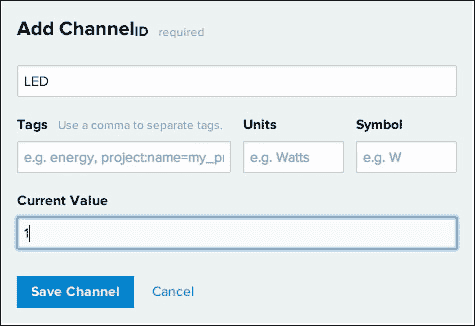 Add Channel ID required
LED
Tags Use a comma to separate tags. Units Symbol
e.g. energy, project:name=my_pr e.g. Watts e.g. W
Current Value
1
Save Channel Cancel